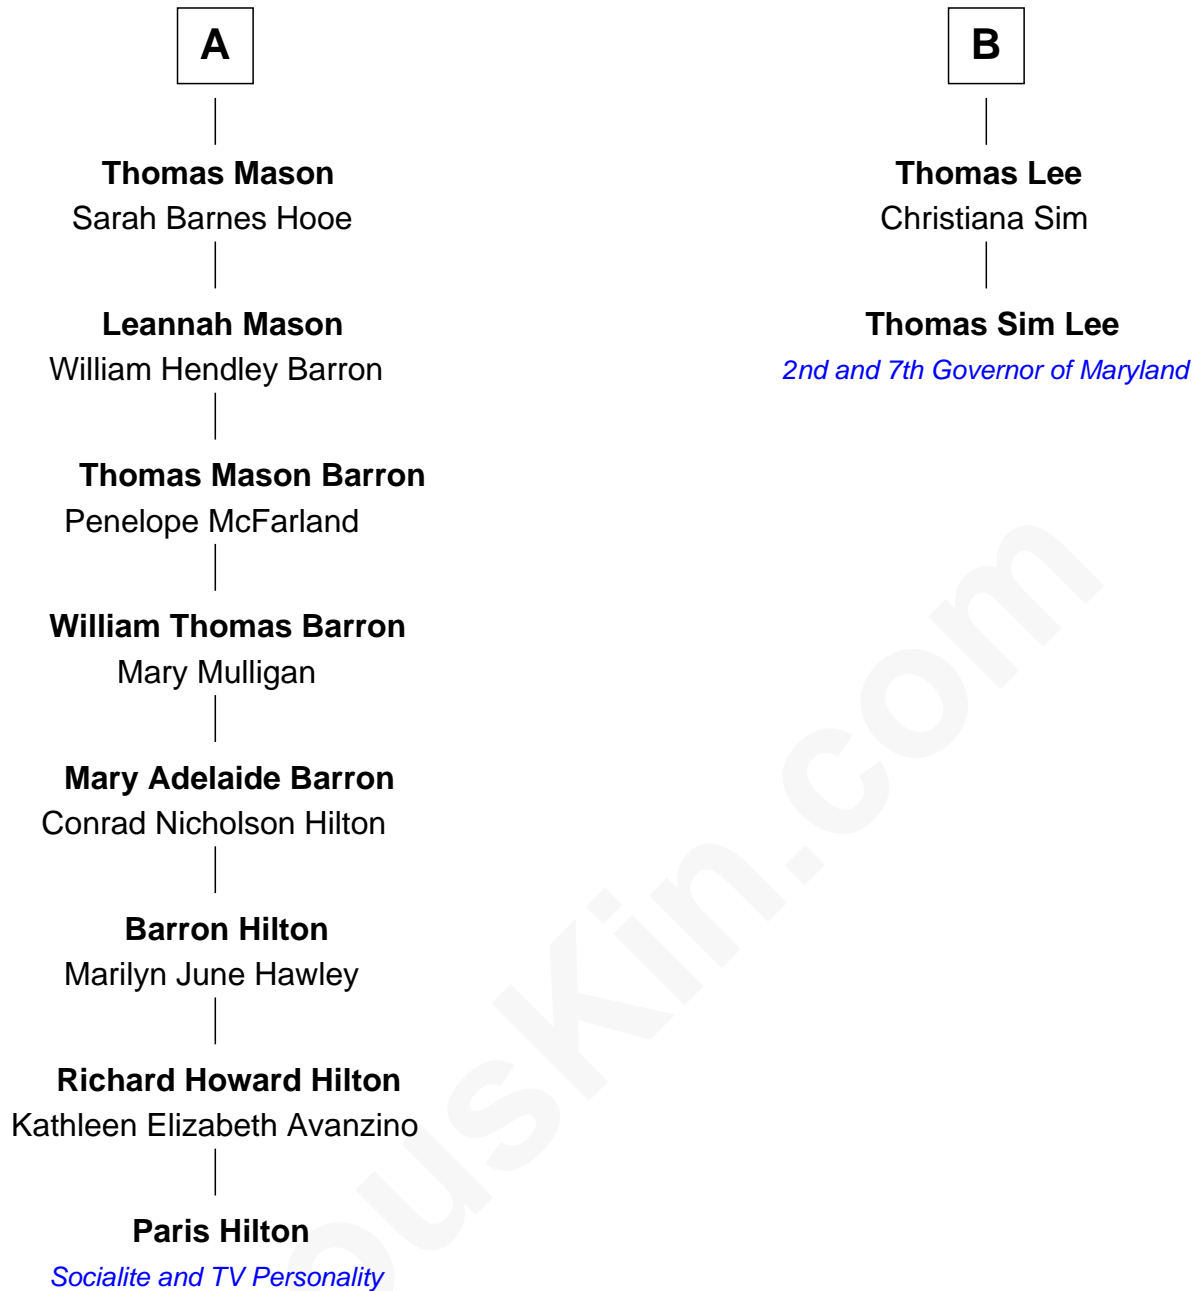 A
Thomas Mason
Sarah Barnes Hooe
Leannah Mason
William Hendley Barron
Thomas Mason Barron
Penelope McFarland
William Thomas Barron
Mary Mulligan
Mary Adelaide Barron
Conrad Nicholson Hilton
Barron Hilton
Marilyn June Hawley
Richard Howard Hilton
Kathleen Elizabeth Avanzino
Paris Hilton
Socialite and TV Personality
B
Thomas Lee
Christiana Sim
Thomas Sim Lee
2nd and 7th Governor of Maryland
ousKin.com